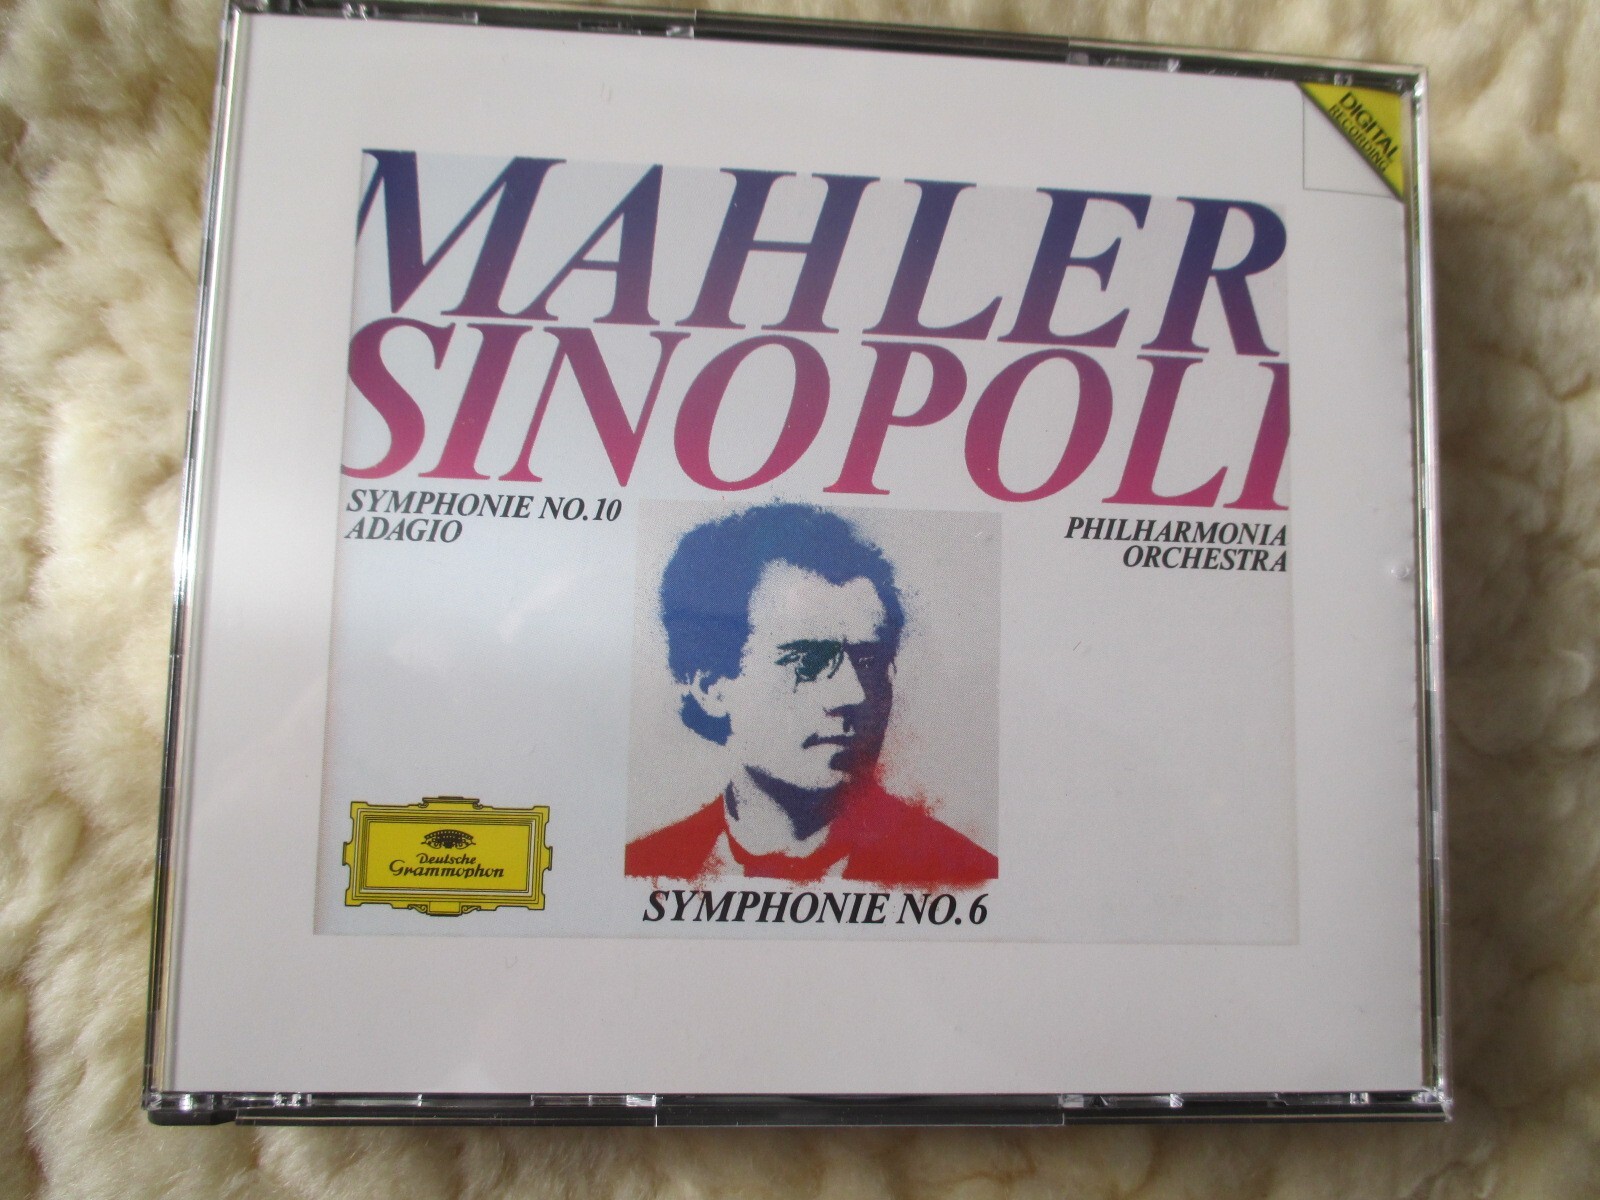 DIGITAL
RECORDING
MAHLER
SINOPOLI
SYMPHONIE NO.10
ADAGIO
PHILHARMONIA
ORCHESTRA
Deutsche
Grammophon
SYMPHONIE NO.6